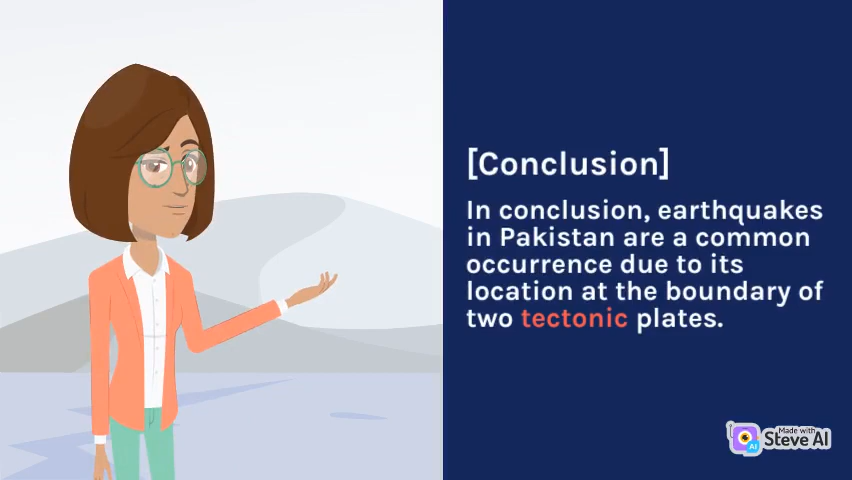 [Conclusion]
In conclusion, earthquakes
in Pakistan are a common
occurrence due to its
location at the boundary of
two tectonic plates.
Made with
Steve AI
AI